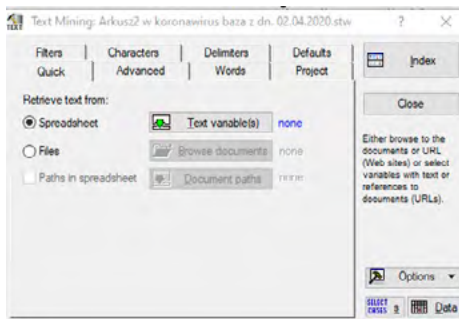 Text Mining: Arkusz2 w koronawirus baza z dn. 02.04.2020.stw ? ×
Filters Characters Delimiters Defaults
Quick Advanced Words Project
Index
Retrieve text from:
Spreadsheet Text variable(s) none
Files Browse documents none
Paths in spreadsheet Document paths none
Close
Either browse to the
documents or URL
(Web sites) or select
variables with text or
references to
documents (URLs).
Options
SELECT CASES s Data